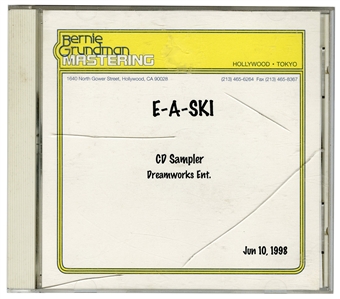 Bernie
Grundman
MASTERING
HOLLYWOOD • TOKYO
1640 North Gower Street, Hollywood, CA 90028 (213) 465-6264 Fax (213) 465-8367
E-A-SKI
CD Sampler
Dreamworks Ent.
Jun 10, 1998